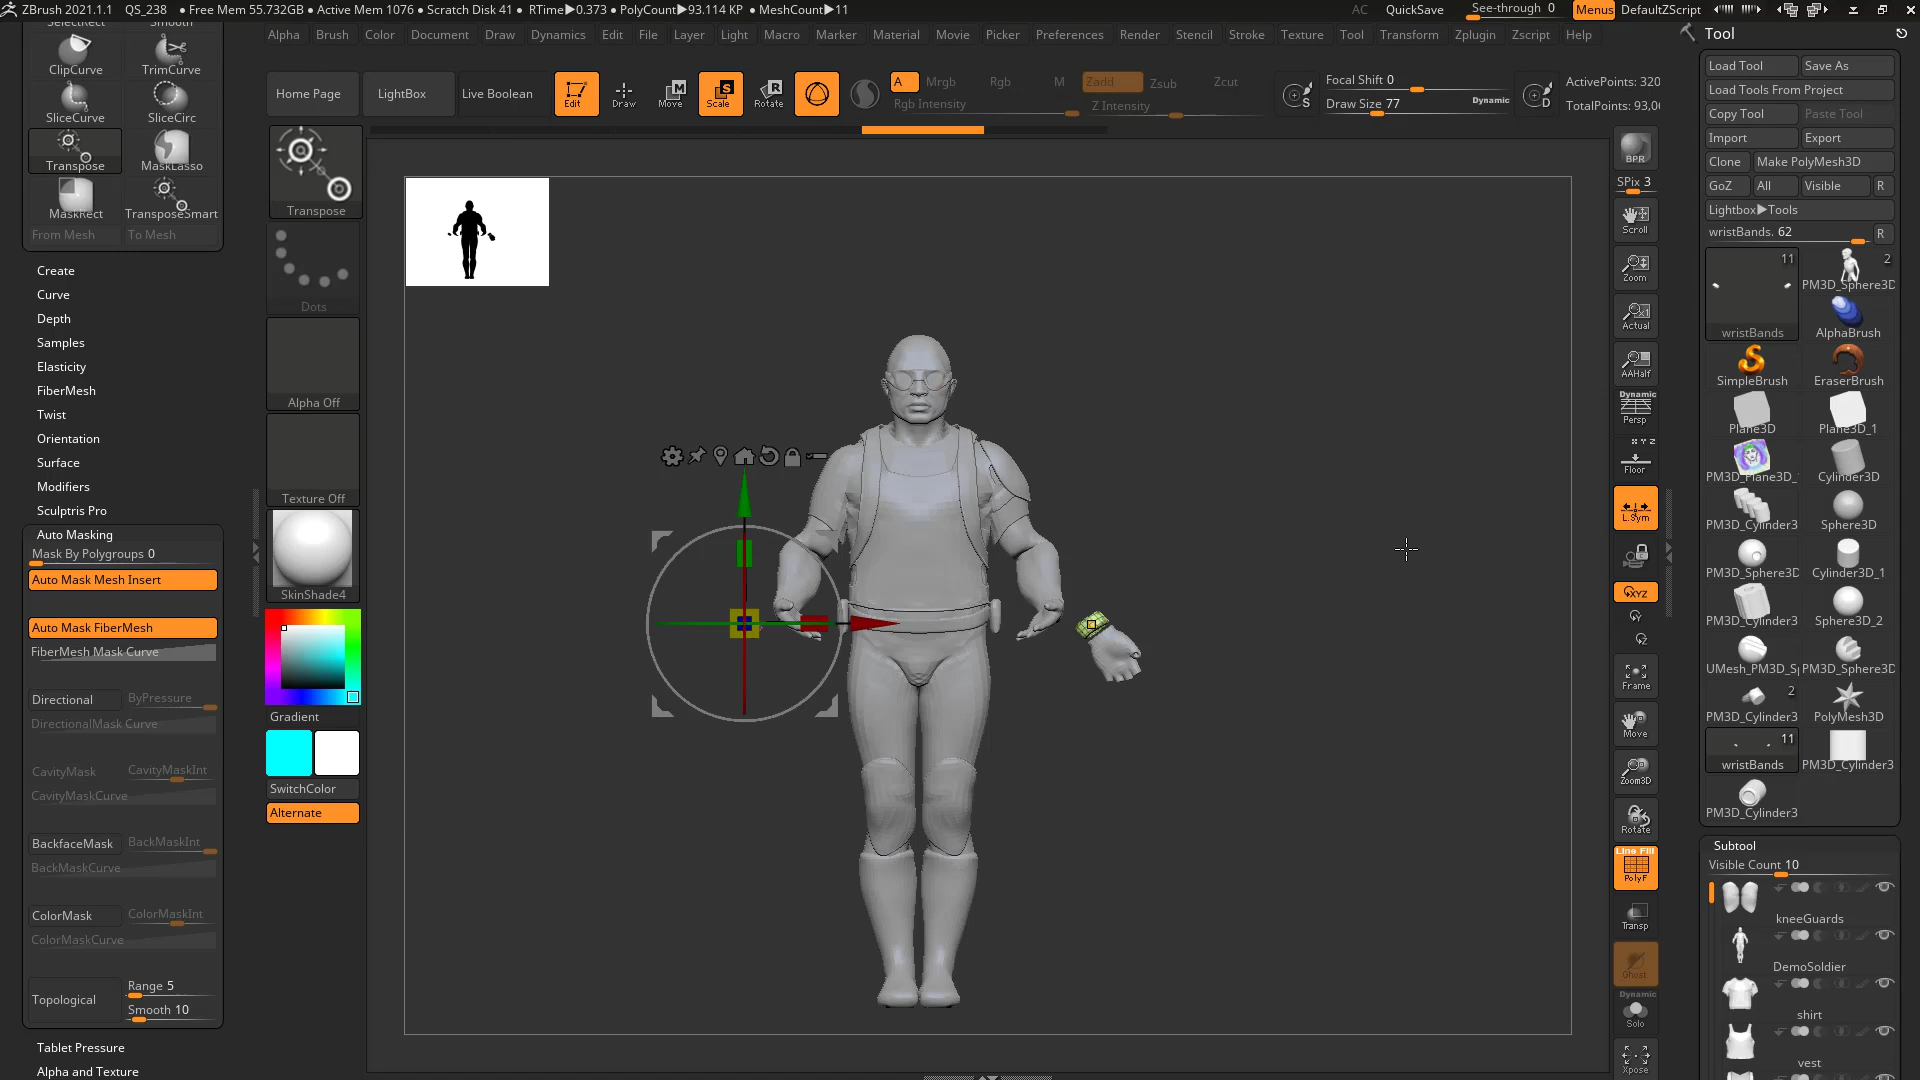 ZBrush 2021.1.1 QS_238 • Free Mem 55.732GB • Active Mem 1076 • Scratch Disk 41 • RTime▶0.373 • PolyCount▶93.114 KP • MeshCount▶11
AC QuickSave See-through 0 Menus DefaultZScript
Alpha Brush Color Document Draw Dynamics Edit File Layer Light Macro Marker Material Movie Picker Preferences Render Stencil Stroke Texture Tool Transform Zplugin Zscript Help
Home Page LightBox Live Boolean Edit Draw Move Scale Rotate
A Mrgb Rgb M Zadd Zsub Zcut
Rgb Intensity Z Intensity
Focal Shift 0
Draw Size 77 Dynamic
S D
ActivePoints: 320
TotalPoints: 93,0
SelectRect Smooth
ClipCurve TrimCurve
SliceCurve SliceCirc
Transpose MaskLasso
MaskRect TransposeSmart
From Mesh To Mesh
Create
Curve
Depth
Samples
Elasticity
FiberMesh
Twist
Orientation
Surface
Modifiers
Sculptris Pro
Auto Masking
Mask By Polygroups 0
Auto Mask Mesh Insert
Auto Mask FiberMesh
FiberMesh Mask Curve
Directional ByPressure
DirectionalMask Curve
CavityMask CavityMaskInt
CavityMaskCurve
BackfaceMask BackMaskInt
BackMaskCurve
ColorMask ColorMaskInt
ColorMaskCurve
Topological Range 5
Smooth 10
Tablet Pressure
Alpha and Texture
Transpose
Dots
Alpha Off
Texture Off
SkinShade4
Gradient
SwitchColor
Alternate
BPR
SPix 3
Scroll
Zoom
Actual
AAHalf
Dynamic
Persp
X Y Z
Floor
L.Sym
XYZ
Y
Z
Frame
Move
Zoom3D
Rotate
Line Fill
PolyF
Transp
Ghost
Dynamic
Solo
Xpose
Tool
Load Tool Save As
Load Tools From Project
Copy Tool Paste Tool
Import Export
Clone Make PolyMesh3D
GoZ All Visible R
Lightbox▶Tools
wristBands. 62 R
11 2
wristBands PM3D_Sphere3D
AlphaBrush
SimpleBrush EraserBrush
Plane3D Plane3D_1
PM3D_Plane3D_ Cylinder3D
PM3D_Cylinder3 Sphere3D
PM3D_Sphere3D Cylinder3D_1
PM3D_Cylinder3 Sphere3D_2
UMesh_PM3D_Sp PM3D_Sphere3D
2
PM3D_Cylinder3 PolyMesh3D
11
wristBands PM3D_Cylinder3
PM3D_Cylinder3
Subtool
Visible Count 10
kneeGuards
DemoSoldier
shirt
vest